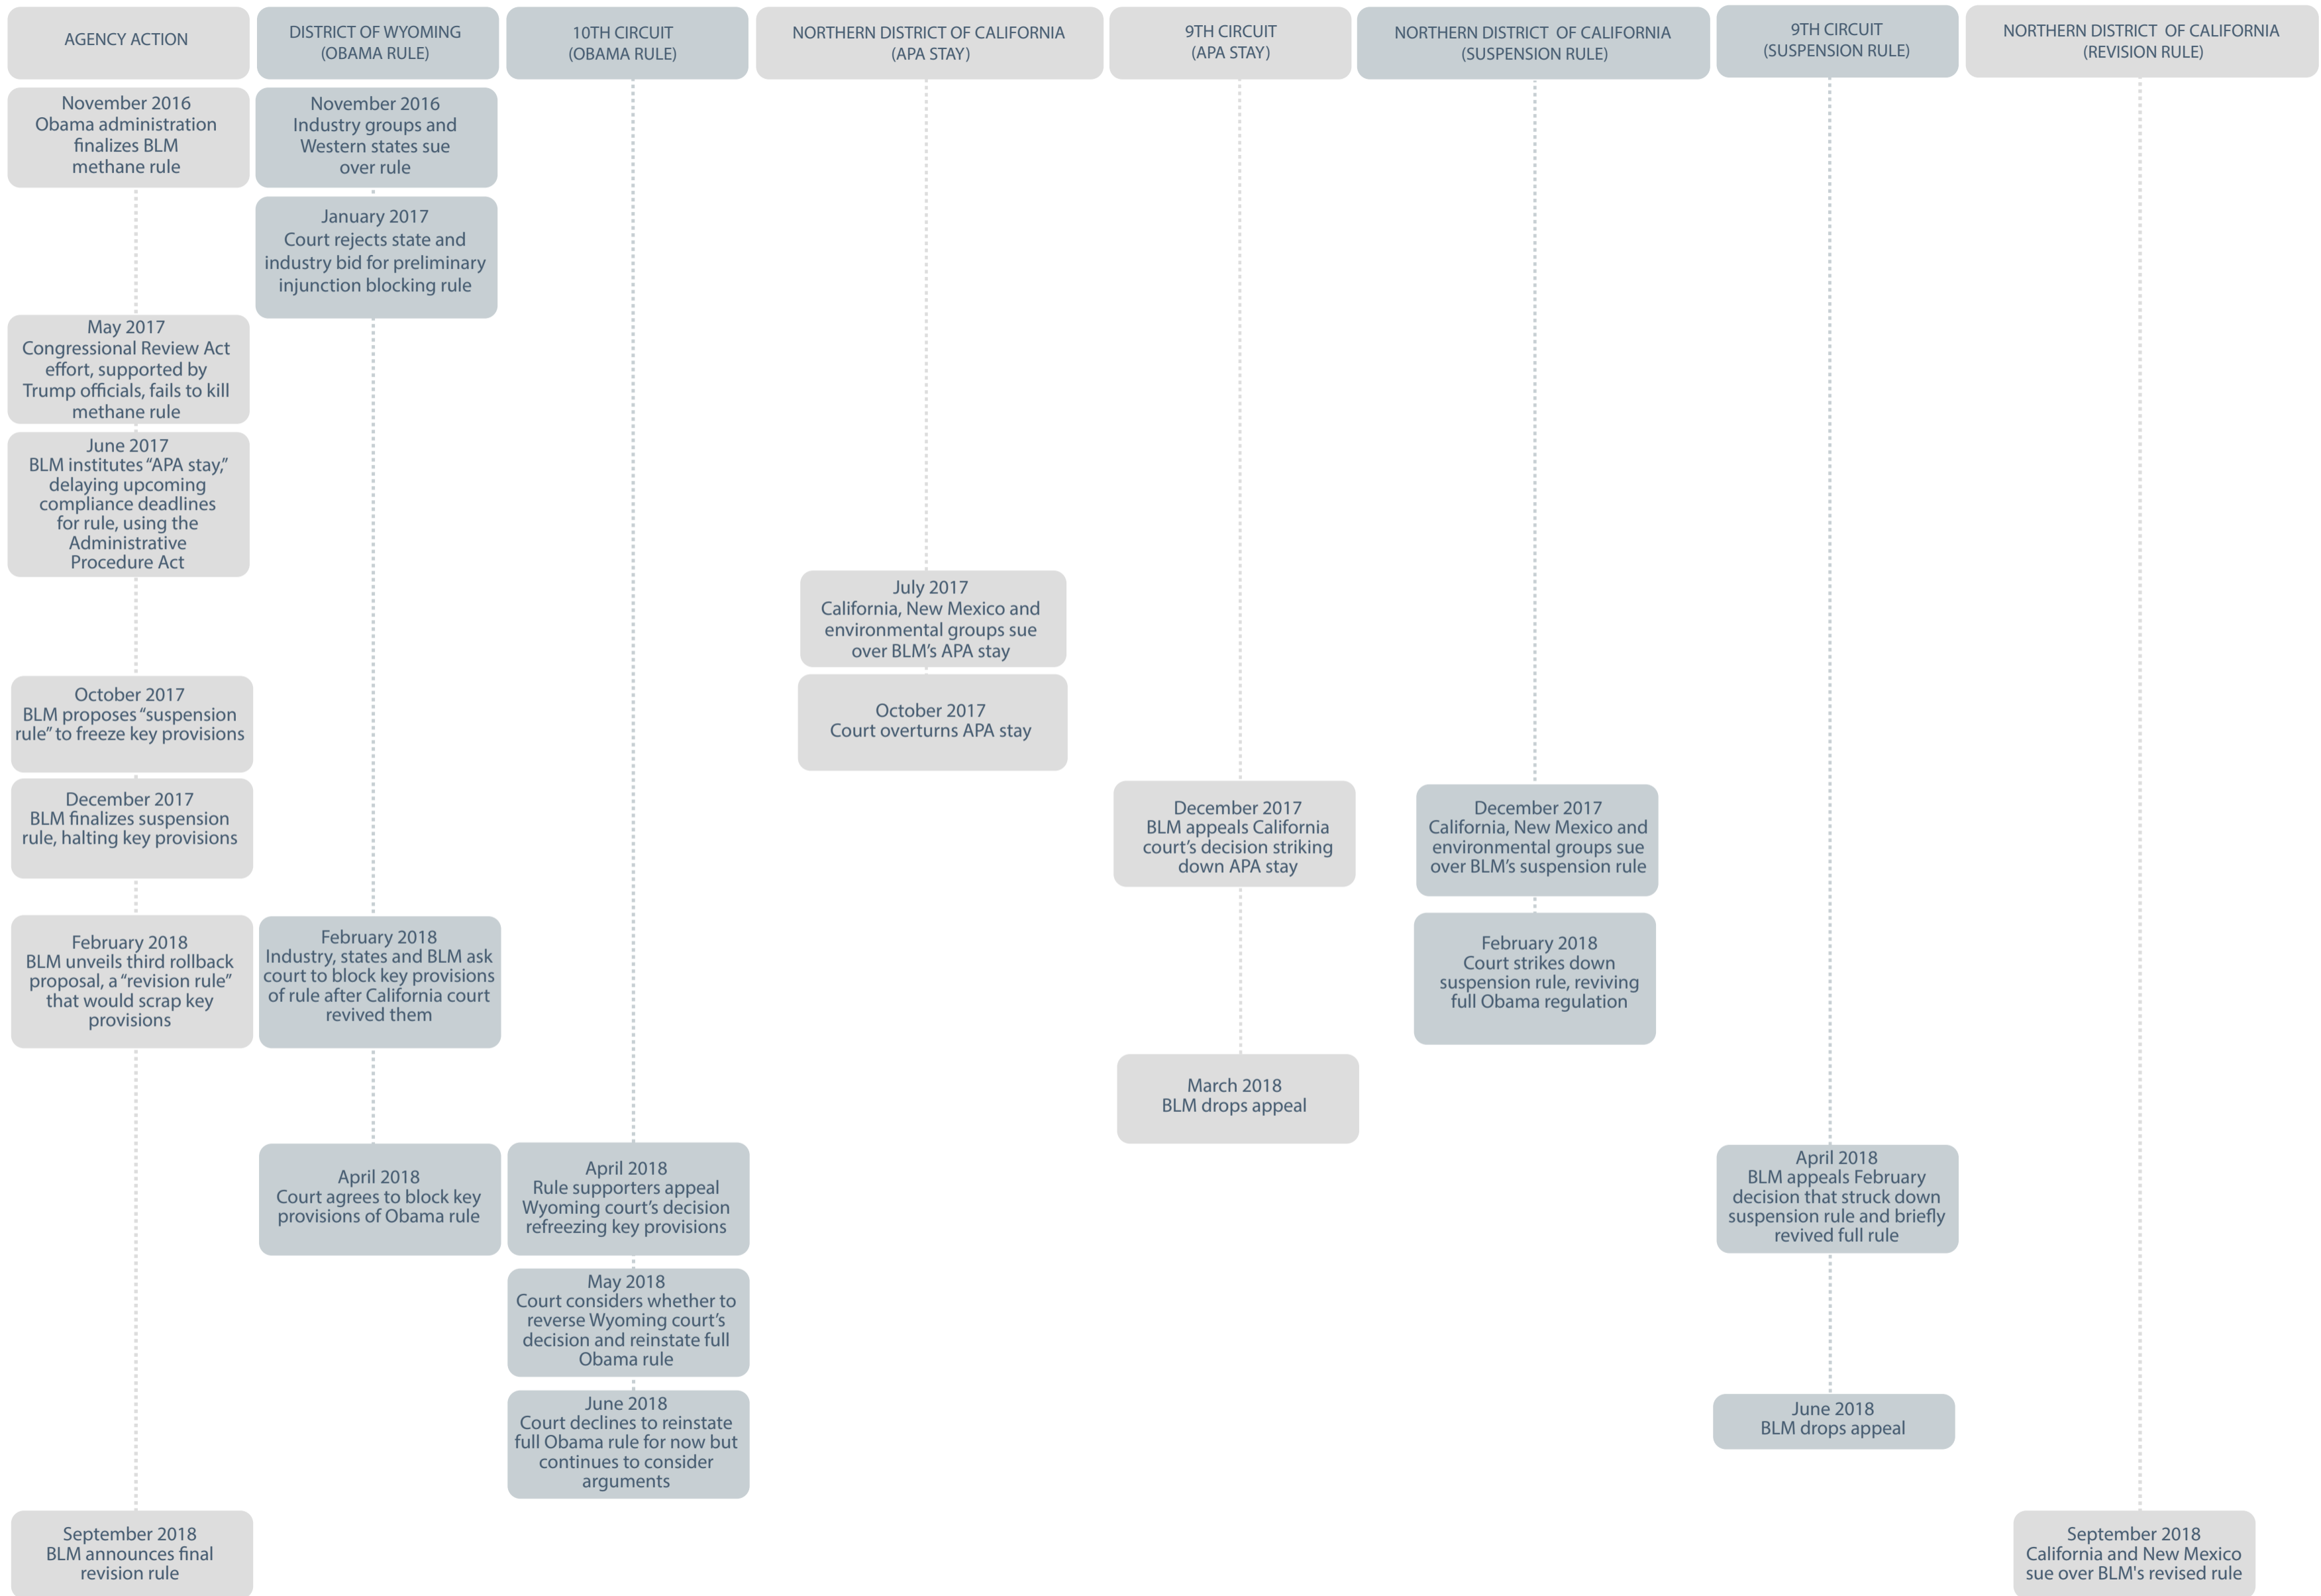 AGENCY ACTION
DISTRICT OF WYOMING
(OBAMA RULE)
10TH CIRCUIT
(OBAMA RULE)
NORTHERN DISTRICT OF CALIFORNIA
(APA STAY)
9TH CIRCUIT
(APA STAY)
NORTHERN DISTRICT OF CALIFORNIA
(SUSPENSION RULE)
9TH CIRCUIT
(SUSPENSION RULE)
NORTHERN DISTRICT OF CALIFORNIA
(REVISION RULE)
November 2016
Obama administration
finalizes BLM
methane rule
November 2016
Industry groups and
Western states sue
over rule
January 2017
Court rejects state and
industry bid for preliminary
injunction blocking rule
May 2017
Congressional Review Act
effort, supported by
Trump officials, fails to kill
methane rule
June 2017
BLM institutes “APA stay,”
delaying upcoming
compliance deadlines
for rule, using the
Administrative
Procedure Act
July 2017
California, New Mexico and
environmental groups sue
over BLM’s APA stay
October 2017
BLM proposes “suspension
rule” to freeze key provisions
October 2017
Court overturns APA stay
December 2017
BLM finalizes suspension
rule, halting key provisions
December 2017
BLM appeals California
court’s decision striking
down APA stay
December 2017
California, New Mexico and
environmental groups sue
over BLM’s suspension rule
February 2018
BLM unveils third rollback
proposal, a “revision rule”
that would scrap key
provisions
February 2018
Industry, states and BLM ask
court to block key provisions
of rule after California court
revived them
February 2018
Court strikes down
suspension rule, reviving
full Obama regulation
March 2018
BLM drops appeal
April 2018
Court agrees to block key
provisions of Obama rule
April 2018
Rule supporters appeal
Wyoming court’s decision
refreezing key provisions
April 2018
BLM appeals February
decision that struck down
suspension rule and briefly
revived full rule
May 2018
Court considers whether to
reverse Wyoming court’s
decision and reinstate full
Obama rule
June 2018
Court declines to reinstate
full Obama rule for now but
continues to consider
arguments
June 2018
BLM drops appeal
September 2018
BLM announces final
revision rule
September 2018
California and New Mexico
sue over BLM's revised rule